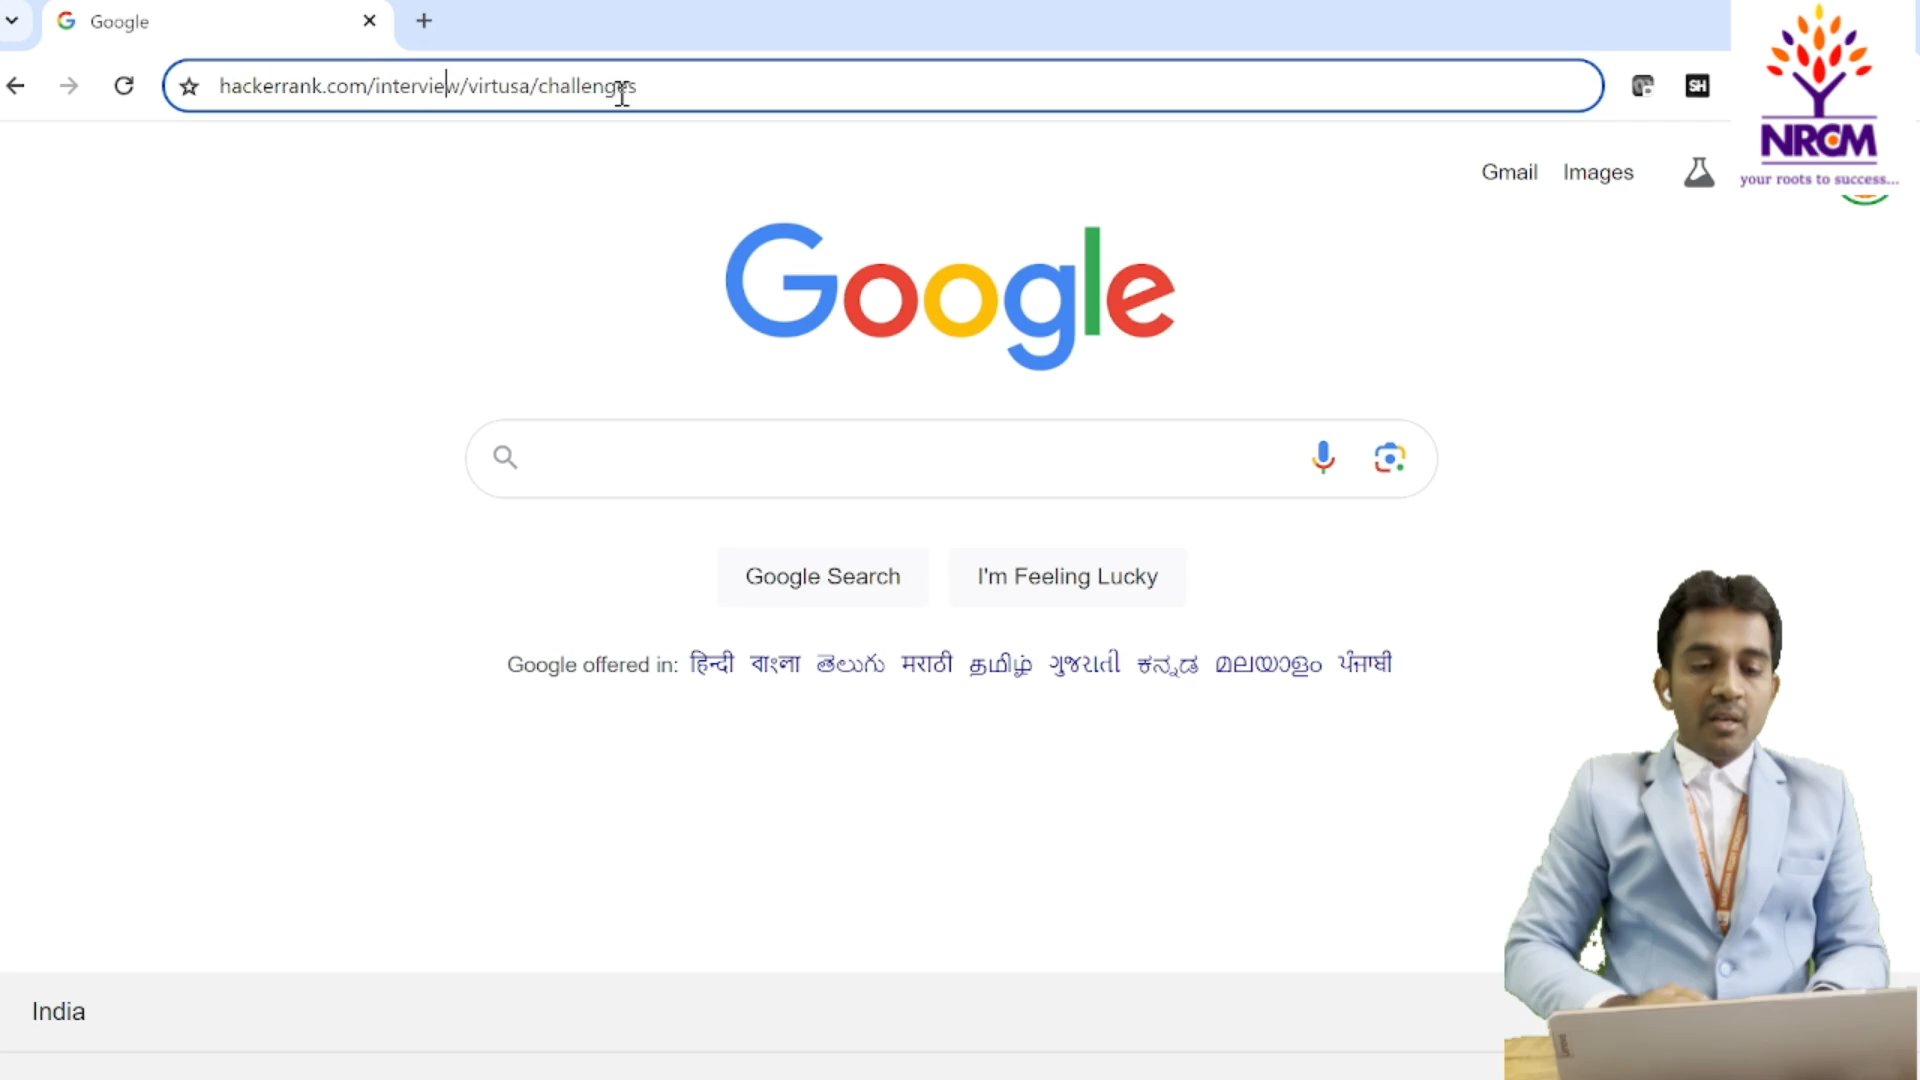 Google
hackerrank.com/interview/virtusa/challenges
SH
NRCM
your roots to success...
Gmail Images
Google
Google Search I'm Feeling Lucky
Google offered in: हिन्दी বাংলা తెలుగు मराठी தமிழ் ગુજરાતી ಕನ್ನಡ മലയാളം ਪੰਜਾਬੀ
India